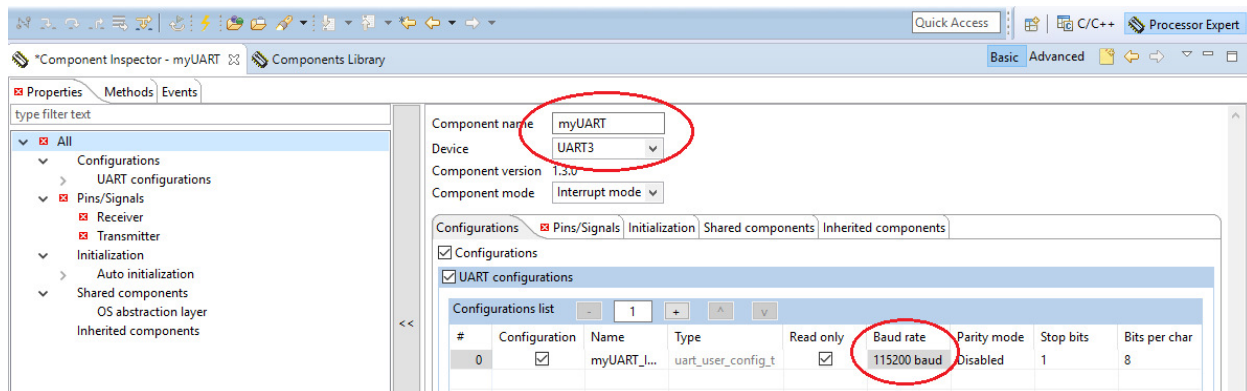 Quick Access
C/C++
Processor Expert
*Component Inspector - myUART
Components Library
Basic Advanced
Properties Methods Events
type filter text
All
Configurations
UART configurations
Pins/Signals
Receiver
Transmitter
Initialization
Auto initialization
Shared components
OS abstraction layer
Inherited components
<<
Component name myUART
Device UART3
Component version 1.3.0
Component mode Interrupt mode
Configurations Pins/Signals Initialization Shared components Inherited components
Configurations
UART configurations
Configurations list - 1 + ^ v
# Configuration Name Type Read only Baud rate Parity mode Stop bits Bits per char
0 myUART_I... uart_user_config_t 115200 baud Disabled 1 8